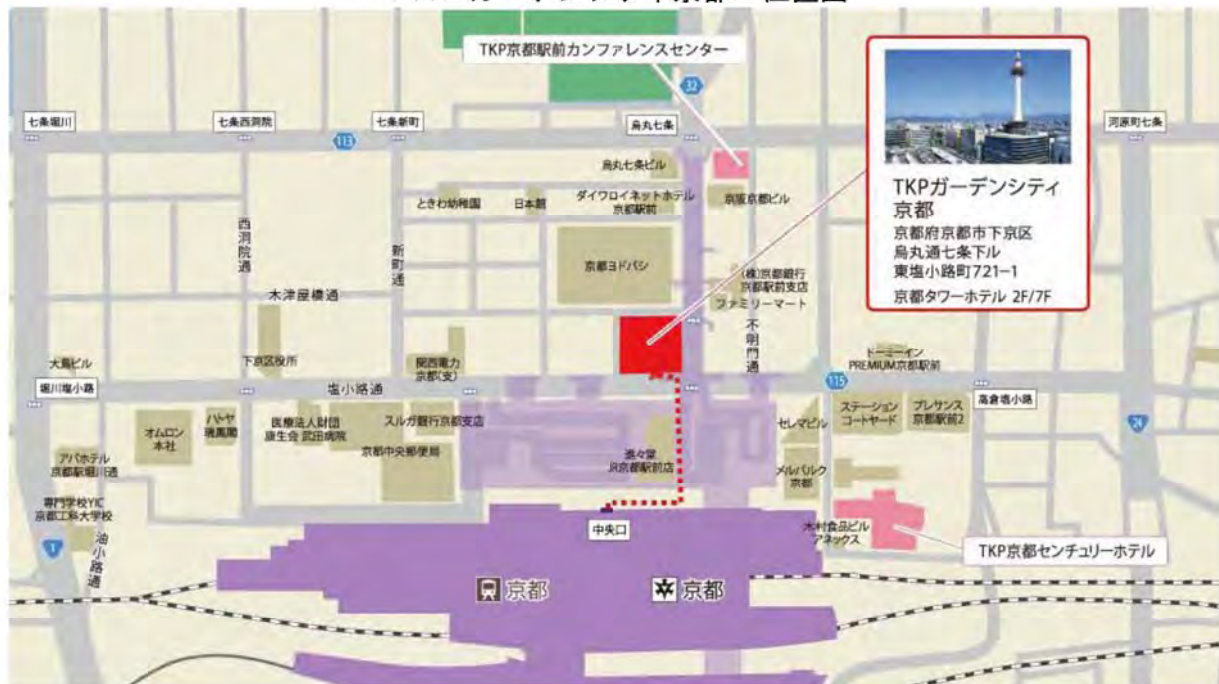 TKP京都駅前カンファレンスセンター
32
七条堀川
七条西洞院
七条新町
烏丸七条
河原町七条
113
烏丸七条ビル
ときわ幼稚園
日本館
ダイワロイネットホテル
京都駅前
京阪京都ビル
TKPガーデンシティ
京都
京都府京都市下京区
烏丸通七条下ル
東塩小路町721-1
京都タワーホテル 2F/7F
西洞院通
新町通
京都ヨドバシ
(株)京都銀行
京都駅前支店
ファミリーマート
木津屋橋通
不明門通
大鳥ビル
下京区役所
関西電力
京都(支)
ドーミーイン
PREMIUM京都駅前
堀川塩小路
塩小路通
115
高倉塩小路
オムロン
本社
ハトヤ
瑞鳳閣
医療法人財団
康生会 武田病院
スルガ銀行京都支店
京都中央郵便局
進々堂
JR京都駅前店
セレマビル
ステーション
コートヤード
プレサンス
京都駅前2
24
アパホテル
京都駅堀川通
メルパルク
京都
専門学校YIC
京都工科大学校
油小路通
1
中央口
木村食品ビル
アネックス
TKP京都センチュリーホテル
京都
京都